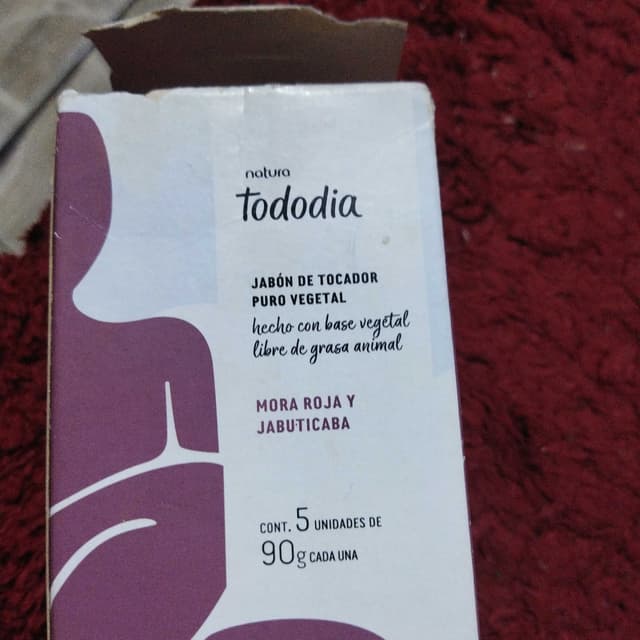 natura
tododia
JABÓN DE TOCADOR
PURO VEGETAL
hecho con base vegetal
libre de grasa animal
MORA ROJA Y
JABUTICABA
CONT. 5 UNIDADES DE
90g CADA UNA